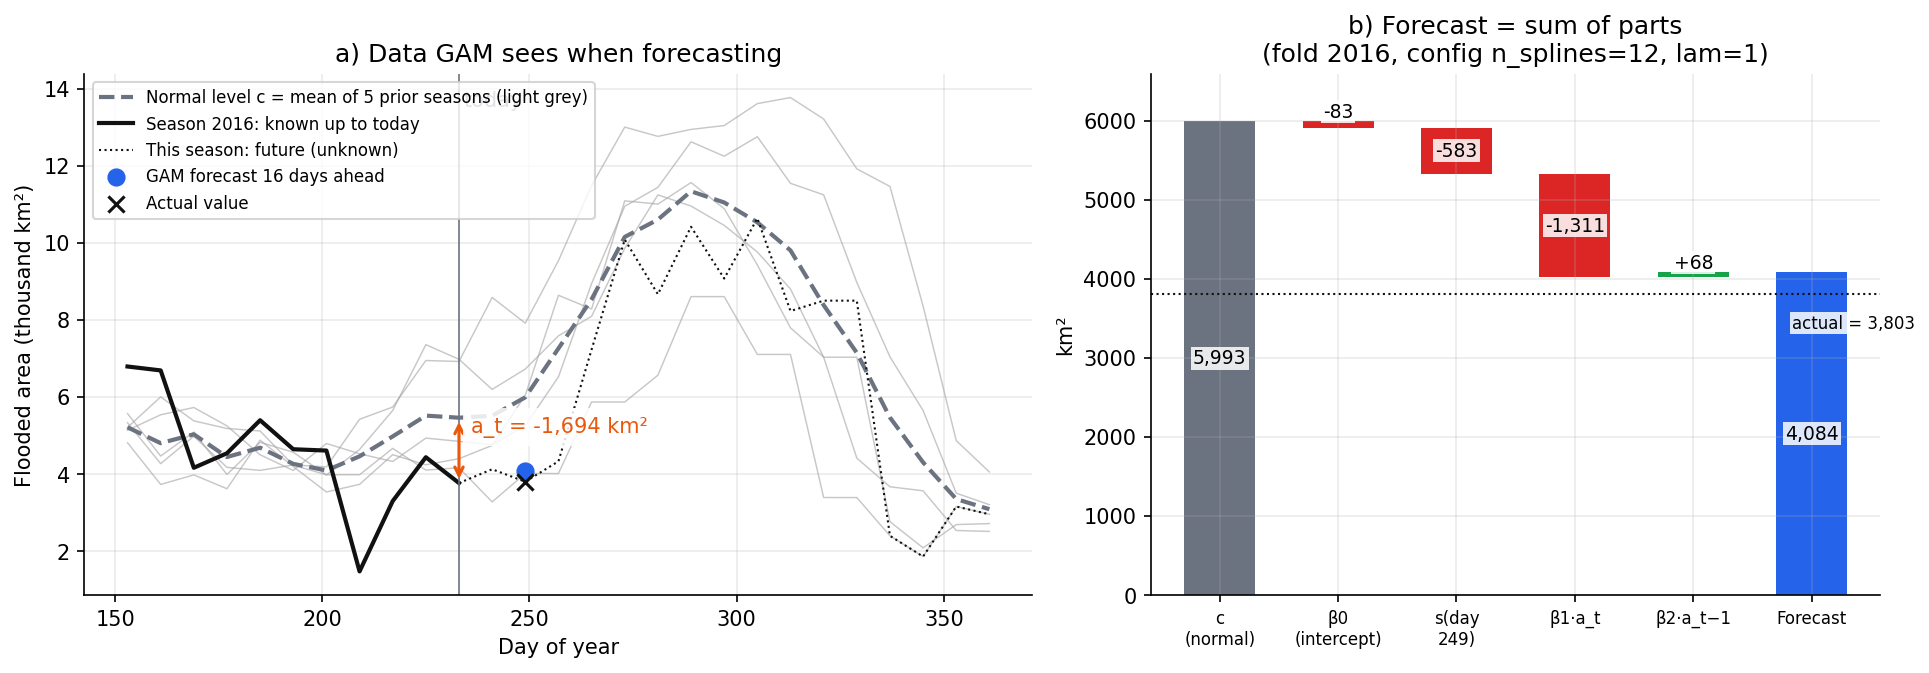 a) Data GAM sees when forecasting
14
12
10
8
6
4
2
Flooded area (thousand km²)
Normal level c = mean of 5 prior seasons (light grey)
Season 2016: known up to today
This season: future (unknown)
GAM forecast 16 days ahead
Actual value
a_t = -1,694 km²
150
200
250
300
350
Day of year
b) Forecast = sum of parts
(fold 2016, config n_splines=12, lam=1)
6000
5000
4000
3000
2000
1000
0
km²
5,993
-83
-583
-1,311
+68
actual = 3,803
4,084
c
(normal)
β0
(intercept)
s(day
249)
β1·a_t
β2·a_t−1
Forecast